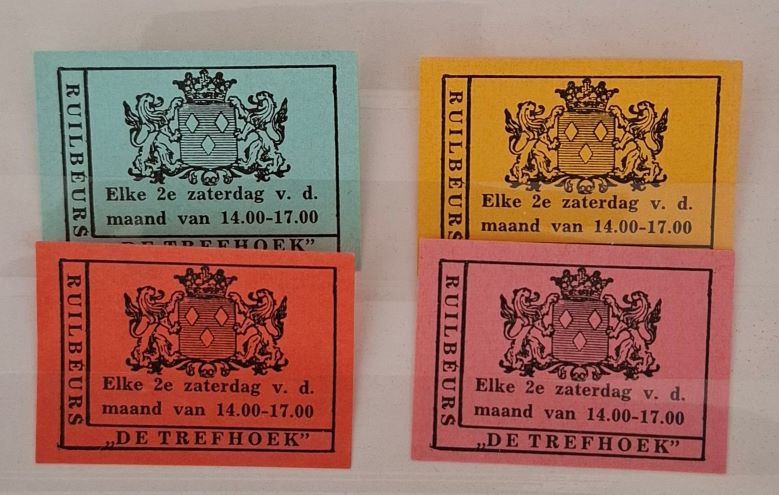 RUILBEURS
Elke 2e zaterdag v. d.
maand van 14.00-17.00
„DE TREFHOEK”
RUILBEURS
Elke 2e zaterdag v. d.
maand van 14.00-17.00
RUILBEURS
Elke 2e zaterdag v. d.
maand van 14.00-17.00
„DE TREFHOEK”
RUILBEURS
Elke 2e zaterdag v. d.
maand van 14.00-17.00
„DE TREFHOEK”